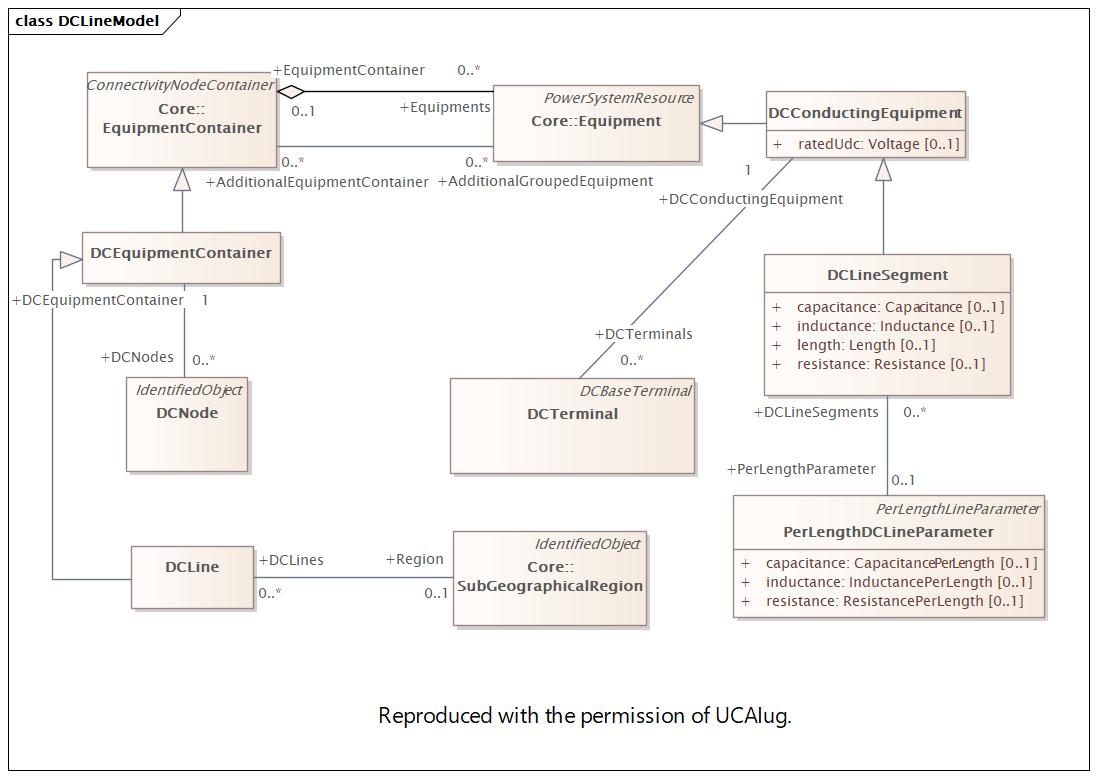 class DCLineModel
+EquipmentContainer 0..*
ConnectivityNodeContainer
Core::
EquipmentContainer
0..1
+Equipments
PowerSystemResource
Core::Equipment
DCConductingEquipment
+ ratedUdc: Voltage [0..1]
0..*
+AdditionalEquipmentContainer
0..*
+AdditionalGroupedEquipment
1
+DCConductingEquipment
DCEquipmentContainer
+DCEquipmentContainer 1
DCLineSegment
+ capacitance: Capacitance [0..1]
+ inductance: Inductance [0..1]
+ length: Length [0..1]
+ resistance: Resistance [0..1]
+DCNodes 0..*
+DCTerminals
0..*
IdentifiedObject
DCNode
DCBaseTerminal
DCTerminal
+DCLineSegments 0..*
+PerLengthParameter
0..1
PerLengthLineParameter
PerLengthDCLineParameter
+ capacitance: CapacitancePerLength [0..1]
+ inductance: InductancePerLength [0..1]
+ resistance: ResistancePerLength [0..1]
DCLine
+DCLines
0..*
+Region
0..1
IdentifiedObject
Core::
SubGeographicalRegion
Reproduced with the permission of UCAIug.